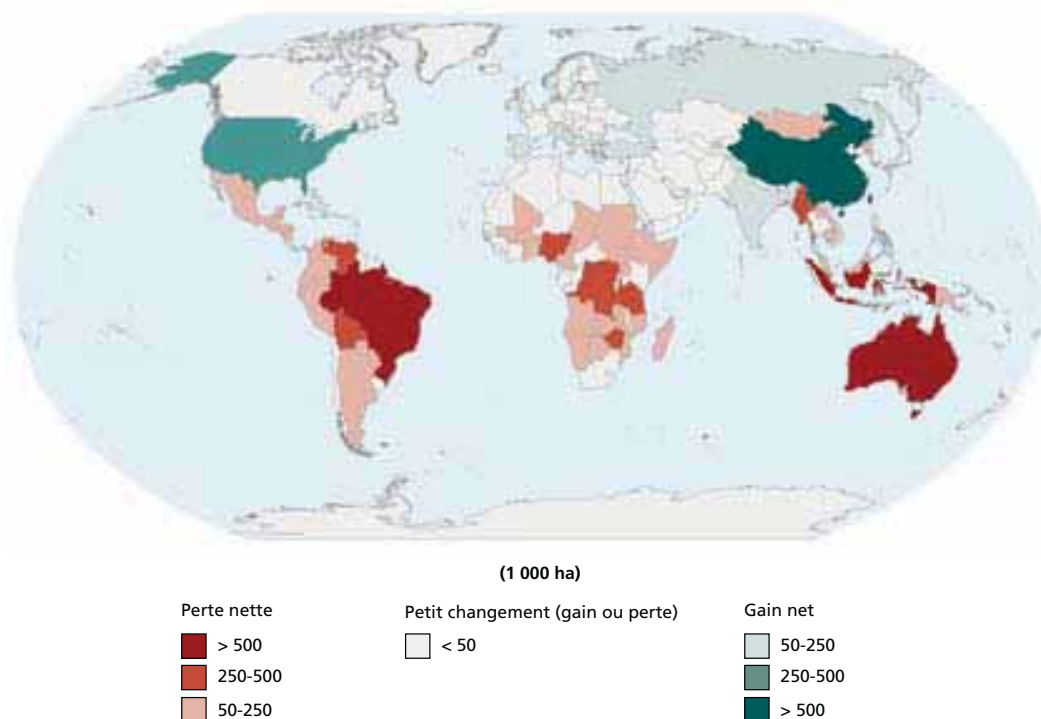 (1 000 ha)
Perte nette
Petit changement (gain ou perte)
Gain net
> 500
< 50
50-250
250-500
250-500
50-250
> 500